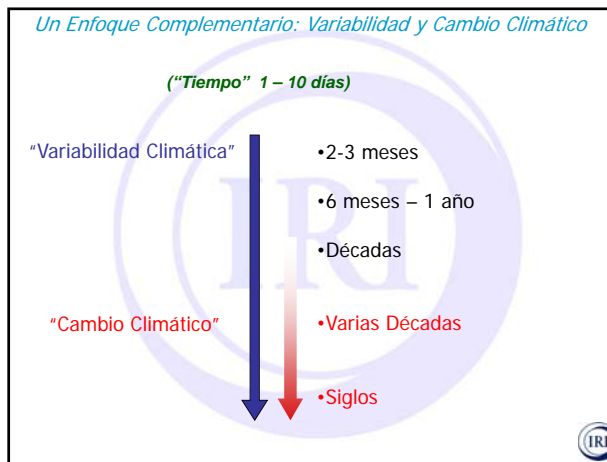 Un Enfoque Complementario: Variabilidad y Cambio Climático
(“Tiempo” 1 – 10 días)
“Variabilidad Climática”
•2-3 meses
•6 meses – 1 año
•Décadas
“Cambio Climático”
•Varias Décadas
•Siglos
IRI
IRI